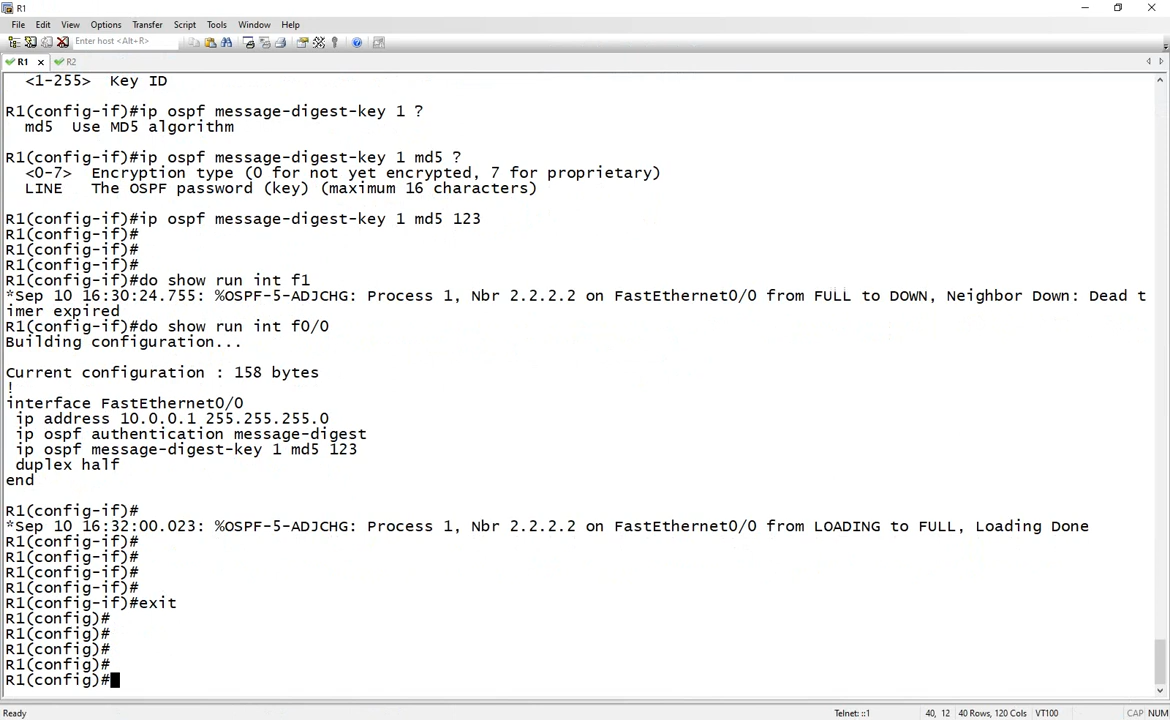 R1
File Edit View Options Transfer Script Tools Window Help
Enter host <Alt+R>
R1 R2
<1-255> Key ID
R1(config-if)#ip ospf message-digest-key 1 ?
md5 Use MD5 algorithm
R1(config-if)#ip ospf message-digest-key 1 md5 ?
<0-7> Encryption type (0 for not yet encrypted, 7 for proprietary)
LINE The OSPF password (key) (maximum 16 characters)
R1(config-if)#ip ospf message-digest-key 1 md5 123
R1(config-if)#
R1(config-if)#
R1(config-if)#
R1(config-if)#do show run int f1
*Sep 10 16:30:24.755: %OSPF-5-ADJCHG: Process 1, Nbr 2.2.2.2 on FastEthernet0/0 from FULL to DOWN, Neighbor Down: Dead t
imer expired
R1(config-if)#do show run int f0/0
Building configuration...
Current configuration : 158 bytes
!
interface FastEthernet0/0
ip address 10.0.0.1 255.255.255.0
ip ospf authentication message-digest
ip ospf message-digest-key 1 md5 123
duplex half
end
R1(config-if)#
*Sep 10 16:32:00.023: %OSPF-5-ADJCHG: Process 1, Nbr 2.2.2.2 on FastEthernet0/0 from LOADING to FULL, Loading Done
R1(config-if)#
R1(config-if)#
R1(config-if)#
R1(config-if)#
R1(config-if)#exit
R1(config)#
R1(config)#
R1(config)#
R1(config)#
R1(config)#
Ready Telnet: ::1 40, 12 40 Rows, 120 Cols VT100 CAP NUM